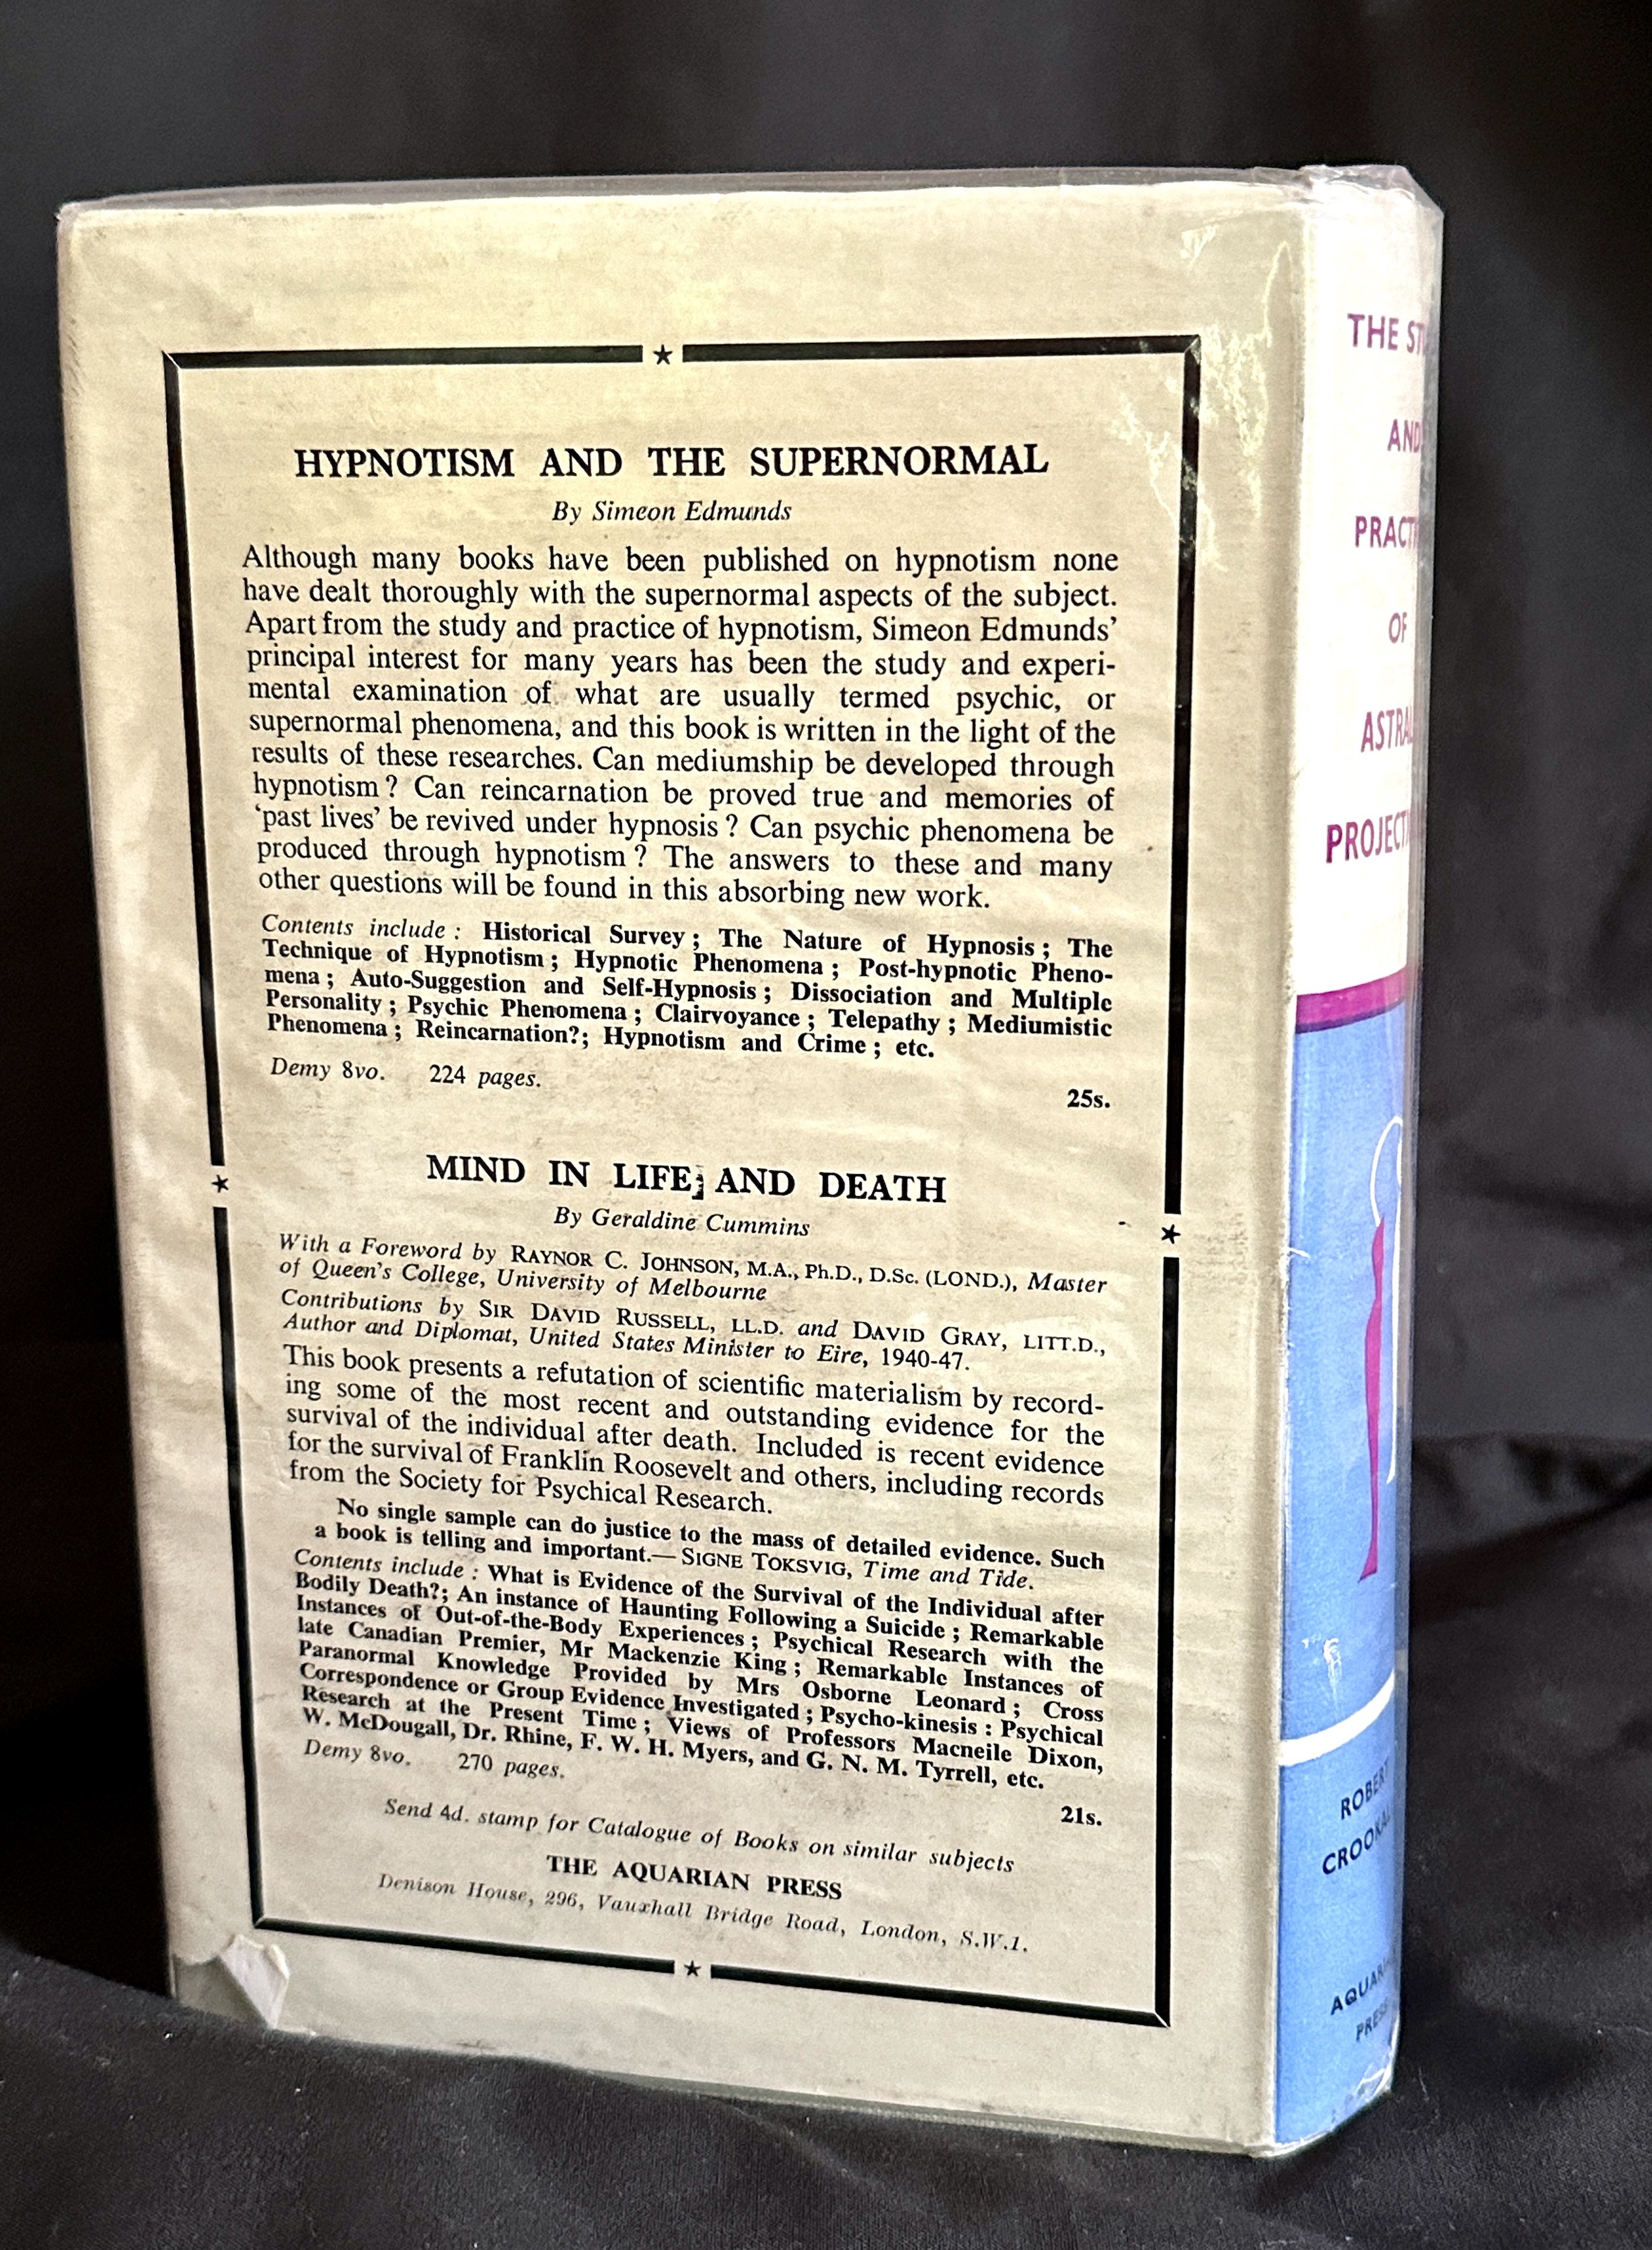 HYPNOTISM AND THE SUPERNORMAL
By Simeon Edmunds
Although many books have been published on hypnotism none
have dealt thoroughly with the supernormal aspects of the subject.
Apart from the study and practice of hypnotism, Simeon Edmunds'
principal interest for many years has been the study and experi-
mental examination of what are usually termed psychic, or
supernormal phenomena, and this book is written in the light of the
results of these researches. Can mediumship be developed through
hypnotism? Can reincarnation be proved true and memories of
'past lives' be revived under hypnosis? Can psychic phenomena be
produced through hypnotism? The answers to these and many
other questions will be found in this absorbing new work.
Contents include: Historical Survey; The Nature of Hypnosis; The
Technique of Hypnotism; Hypnotic Phenomena; Post-hypnotic Pheno-
mena; Auto-Suggestion and Self-Hypnosis; Dissociation and Multiple
Personality; Psychic Phenomena; Clairvoyance; Telepathy; Mediumistic
Phenomena; Reincarnation?; Hypnotism and Crime; etc.
Demy 8vo. 224 pages.
25s.
MIND IN LIFE; AND DEATH
By Geraldine Cummins
With a Foreword by RAYNOR C. JOHNSON, M.A., Ph.D., D.Sc. (LOND.), Master
of Queen's College, University of Melbourne
Contributions by SIR DAVID RUSSELL, LL.D. and DAVID GRAY, LITT.D.,
Author and Diplomat, United States Minister to Eire, 1940-47.
This book presents a refutation of scientific materialism by record-
ing some of the most recent and outstanding evidence for the
survival of the individual after death. Included is recent evidence
for the survival of Franklin Roosevelt and others, including records
from the Society for Psychical Research.
No single sample can do justice to the mass of detailed evidence. Such
a book is telling and important.—SIGNE TOKSVIG, Time and Tide.
Contents include: What is Evidence of the Survival of the Individual after
Bodily Death?; An instance of Haunting Following a Suicide; Remarkable
Instances of Out-of-the-Body Experiences; Psychical Research with the
late Canadian Premier, Mr Mackenzie King; Remarkable Instances of
Paranormal Knowledge Provided by Mrs Osborne Leonard; Cross
Correspondence or Group Evidence Investigated; Psycho-kinesis: Psychical
Research at the Present Time; Views of Professors Macneile Dixon,
W. McDougall, Dr. Rhine, F. W. H. Myers, and G. N. M. Tyrrell, etc.
Demy 8vo. 270 pages.
21s.
Send 4d. stamp for Catalogue of Books on similar subjects
THE AQUARIAN PRESS
Denison House, 296, Vauxhall Bridge Road, London, S.W.1.
THE ST
AND
PRACT
OF
ASTRAL
PROJECT
ROBERT
CROOKAL
AQUAR
PRESS